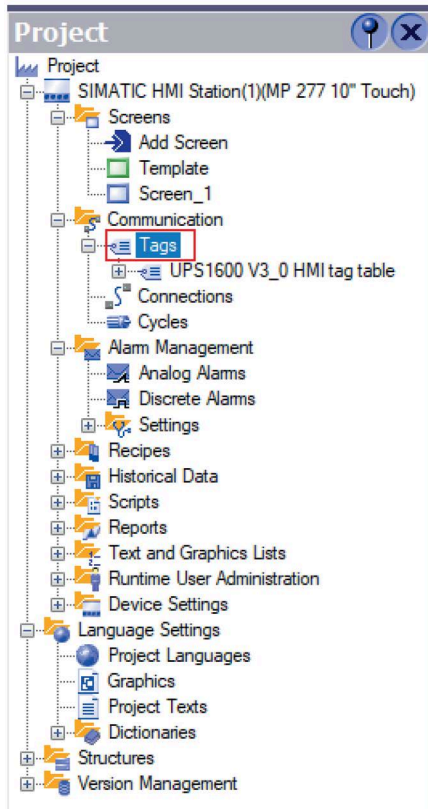 Project
Project
SIMATIC HMI Station(1)(MP 277 10" Touch)
Screens
Add Screen
Template
Screen_1
Communication
Tags
UPS1600 V3_0 HMI tag table
Connections
Cycles
Alarm Management
Analog Alarms
Discrete Alarms
Settings
Recipes
Historical Data
Scripts
Reports
Text and Graphics Lists
Runtime User Administration
Device Settings
Language Settings
Project Languages
Graphics
Project Texts
Dictionaries
Structures
Version Management